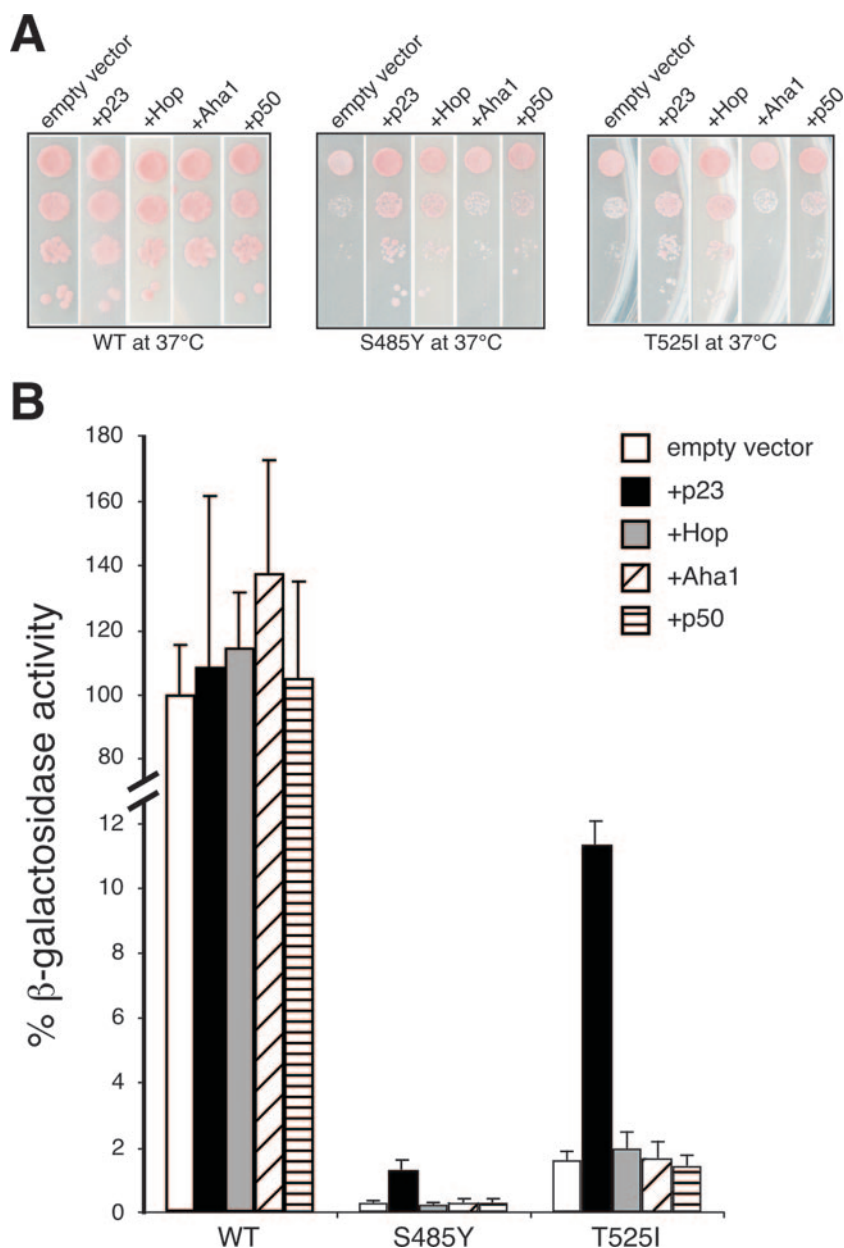 A
empty vector +p23 +Hop +Aha1 +p50
empty vector +p23 +Hop +Aha1 +p50
empty vector +p23 +Hop +Aha1 +p50
WT at 37°C
S485Y at 37°C
T525I at 37°C
B
% β-galactosidase activity
180
160
140
120
100
80
12
10
8
6
4
2
0
empty vector
+p23
+Hop
+Aha1
+p50
WT
S485Y
T525I